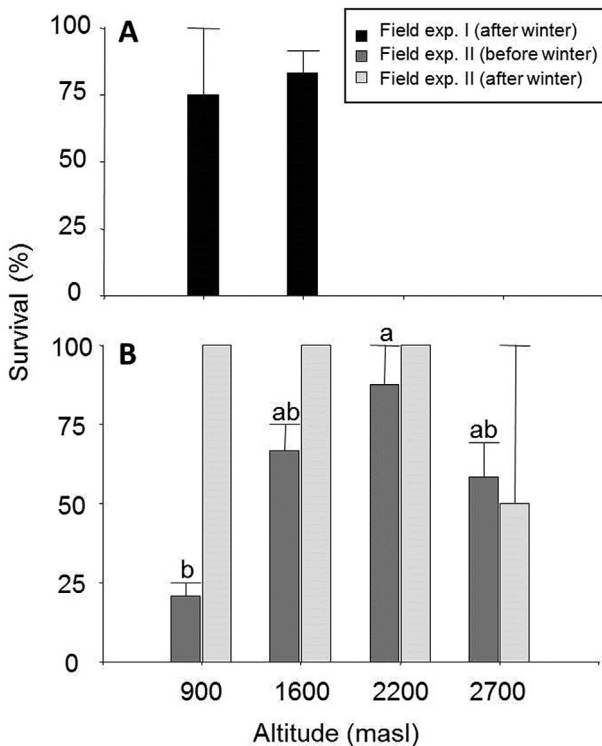 A
Field exp. I (after winter)
Field exp. II (before winter)
Field exp. II (after winter)
100
75
50
25
0
Survival (%)
B
100
75
50
25
0
b
ab
a
ab
900 1600 2200 2700
Altitude (masl)